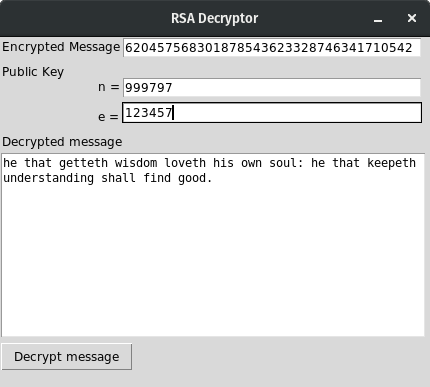 RSA Decryptor
Encrypted Message 620457568301878543623328746341710542
Public Key
n = 999797
e = 123457
Decrypted message
he that getteth wisdom loveth his own soul: he that keepeth
understanding shall find good.
Decrypt message